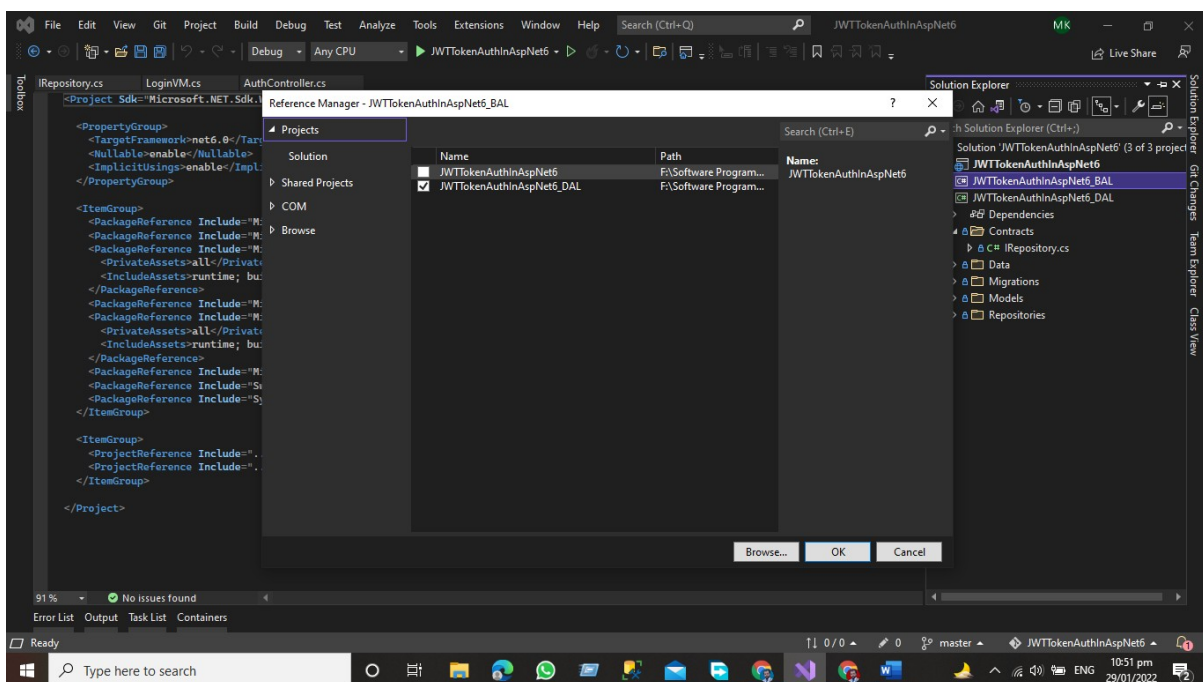 File Edit View Git Project Build Debug Test Analyze Tools Extensions Window Help Search (Ctrl+Q) JWTTokenAuthInAspNet6 MK
Debug Any CPU JWTTokenAuthInAspNet6 Live Share
Toolbox
IRepository.cs LoginVM.cs AuthController.cs
<Project Sdk="Microsoft.NET.Sdk.
<PropertyGroup>
<TargetFramework>net6.0</Tar
<Nullable>enable</Nullable>
<ImplicitUsings>enable</Impl
</PropertyGroup>
<ItemGroup>
<PackageReference Include="M
<PackageReference Include="M
<PackageReference Include="M
<PrivateAssets>all</Privat
<IncludeAssets>runtime; bu
</PackageReference>
<PackageReference Include="M
<PackageReference Include="M
<PrivateAssets>all</Privat
<IncludeAssets>runtime; bu
</PackageReference>
<PackageReference Include="M
<PackageReference Include="S
<PackageReference Include="Sy
</ItemGroup>
<ItemGroup>
<ProjectReference Include=".
<ProjectReference Include=".
</ItemGroup>
</Project>
Reference Manager - JWTTokenAuthInAspNet6_BAL ? ×
Projects
Solution
Shared Projects
COM
Browse
Search (Ctrl+E)
Name Path
JWTTokenAuthInAspNet6 F:\Software Program...
JWTTokenAuthInAspNet6_DAL F:\Software Program...
Name:
JWTTokenAuthInAspNet6
Browse... OK Cancel
Solution Explorer
h Solution Explorer (Ctrl+;)
Solution 'JWTTokenAuthInAspNet6' (3 of 3 project
JWTTokenAuthInAspNet6
JWTTokenAuthInAspNet6_BAL
JWTTokenAuthInAspNet6_DAL
Dependencies
Contracts
C# IRepository.cs
Data
Migrations
Models
Repositories
Solution Explorer
Git Changes
Team Explorer
Class View
91 % No issues found
Error List Output Task List Containers
Ready 0 / 0 0 master JWTTokenAuthInAspNet6 1
Type here to search ENG 10:51 pm
29/01/2022 2